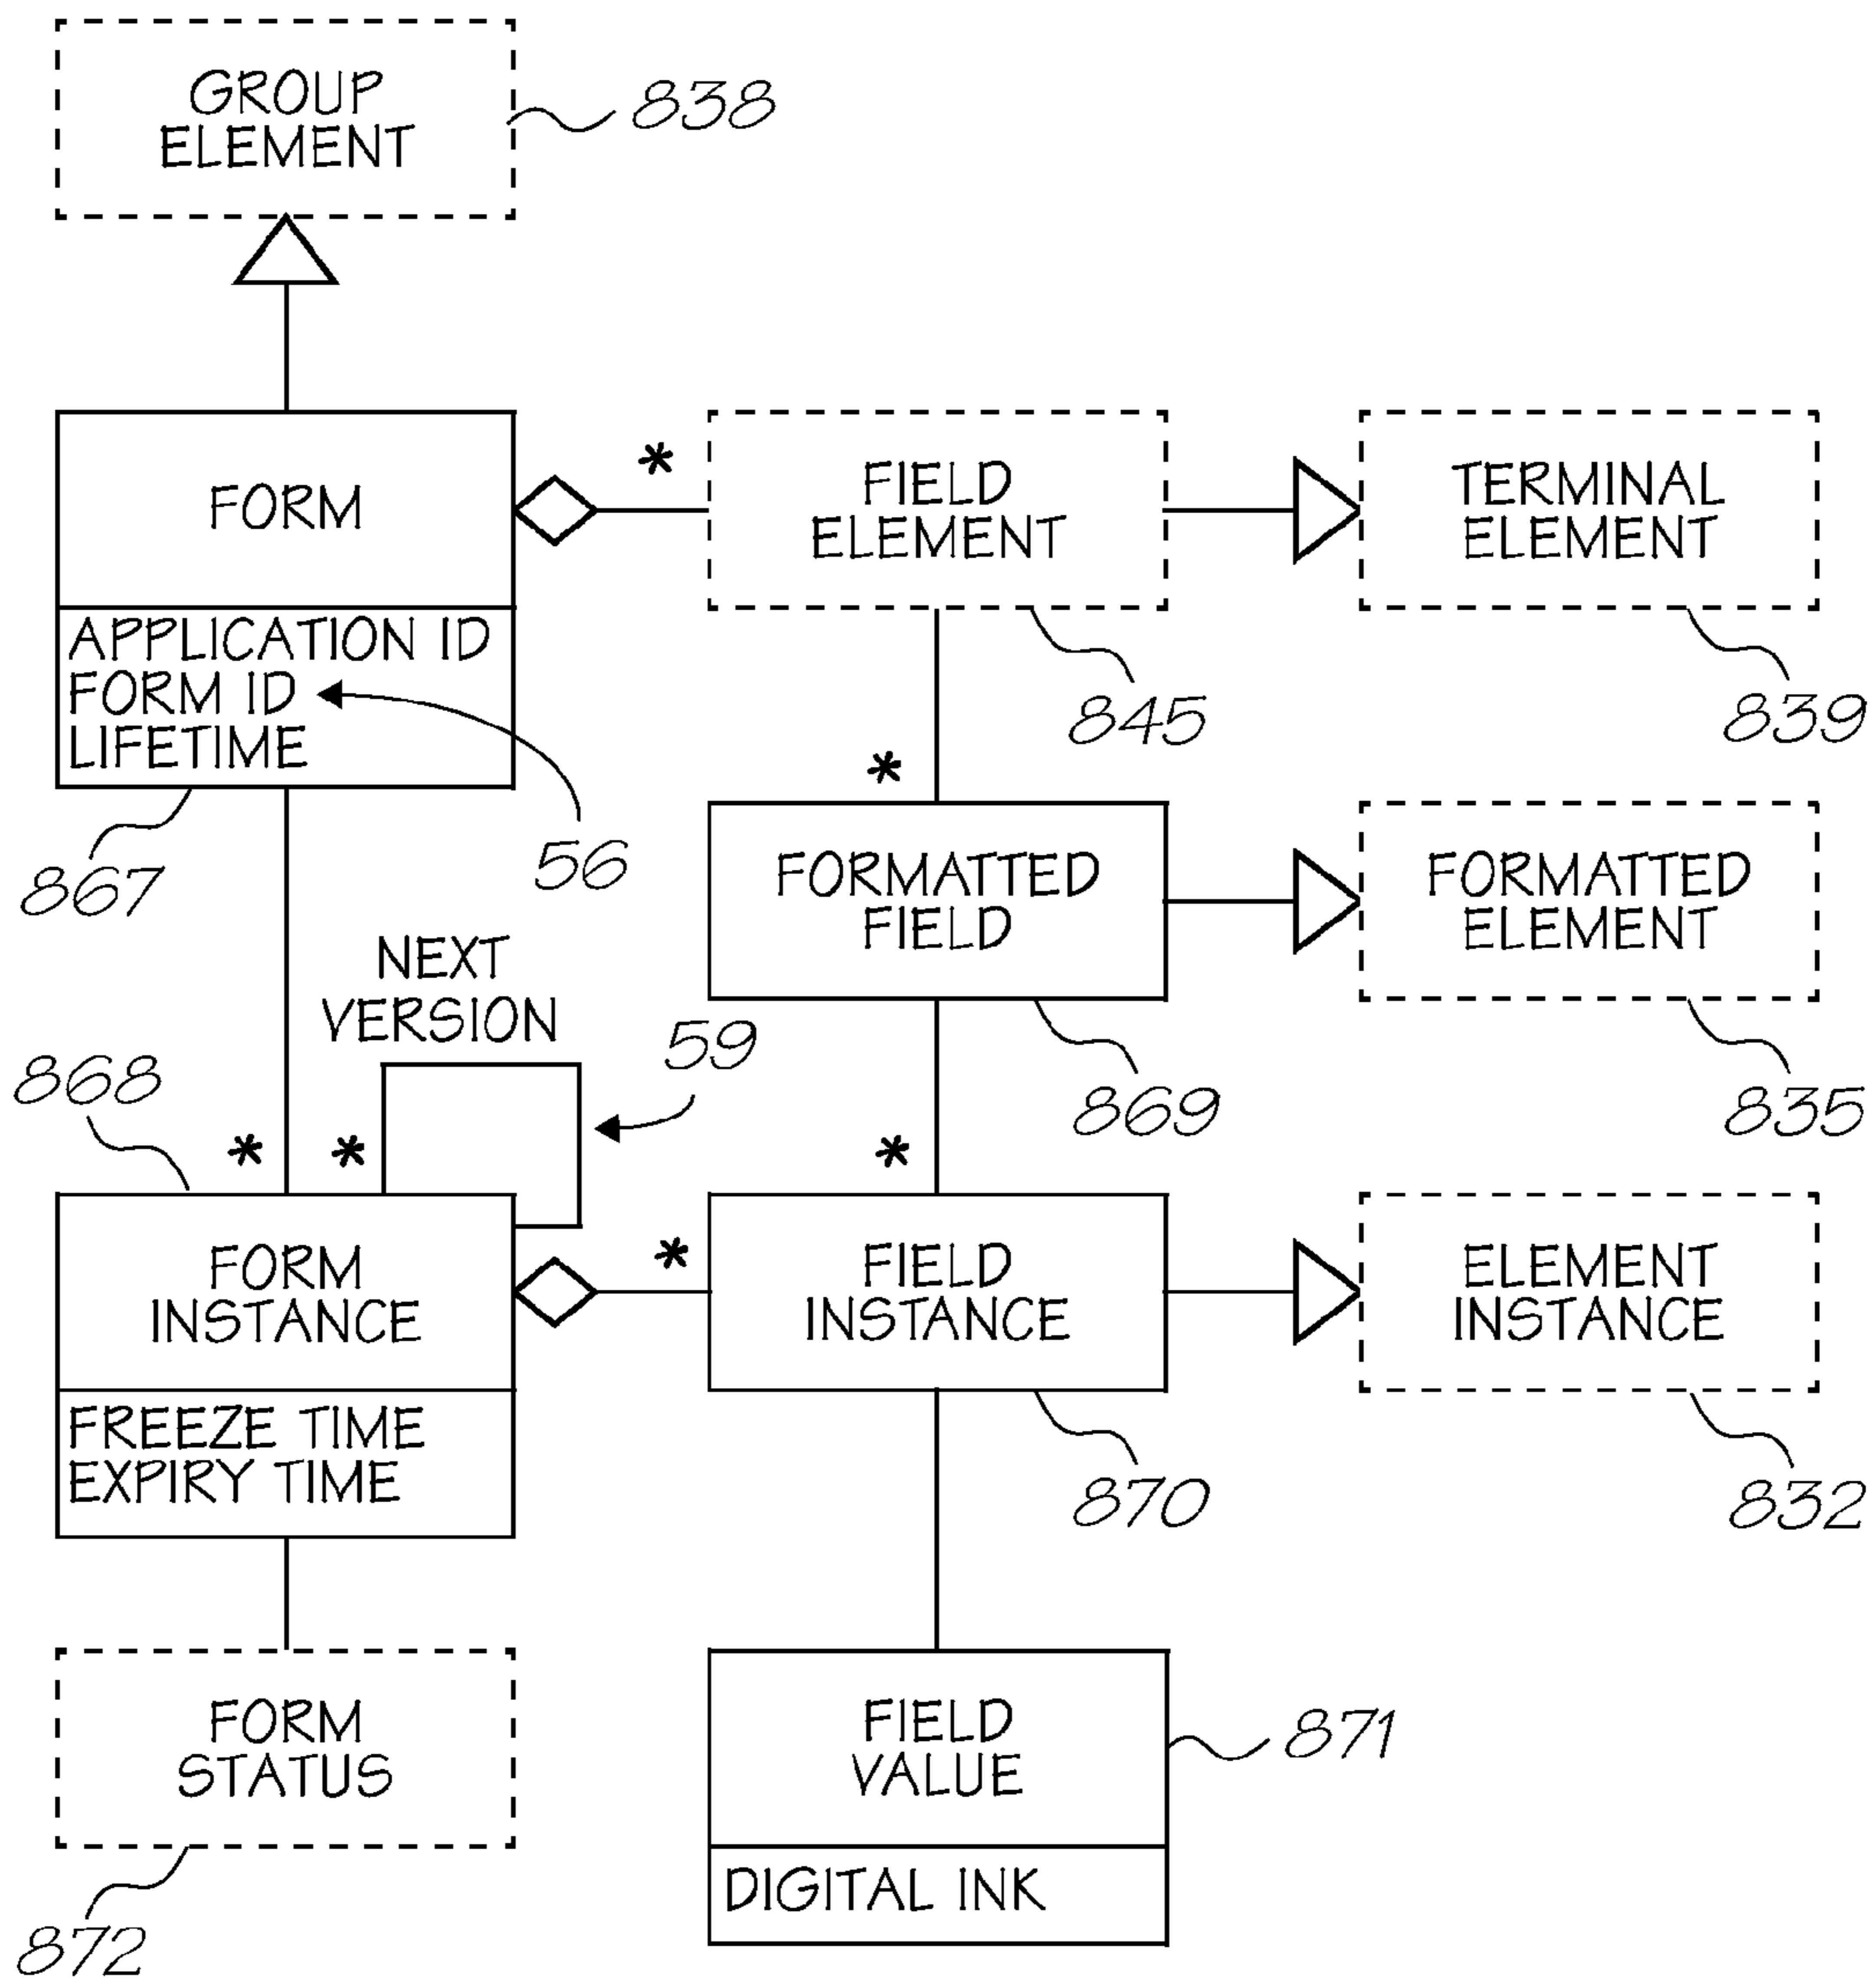 GROUP
ELEMENT
838
FORM
APPLICATION ID
FORM ID
LIFETIME
867
56
*
FIELD
ELEMENT
845
TERMINAL
ELEMENT
839
*
FORMATTED
FIELD
869
FORMATTED
ELEMENT
835
NEXT
VERSION
59
868
*
*
FORM
INSTANCE
FREEZE TIME
EXPIRY TIME
*
*
FIELD
INSTANCE
870
ELEMENT
INSTANCE
832
FORM
STATUS
872
FIELD
VALUE
DIGITAL INK
871